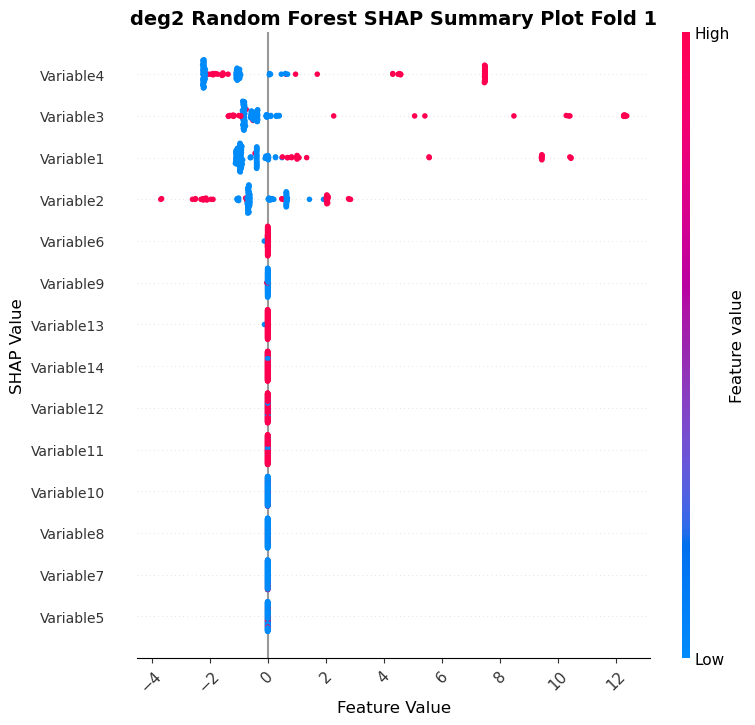 deg2 Random Forest SHAP Summary Plot Fold 1
High
Variable4
Variable3
Variable1
Variable2
Variable6
Variable9
Variable13
Variable14
Variable12
Variable11
Variable10
Variable8
Variable7
Variable5
SHAP Value
Feature value
Low
−4 −2 0 2 4 6 8 10 12
Feature Value